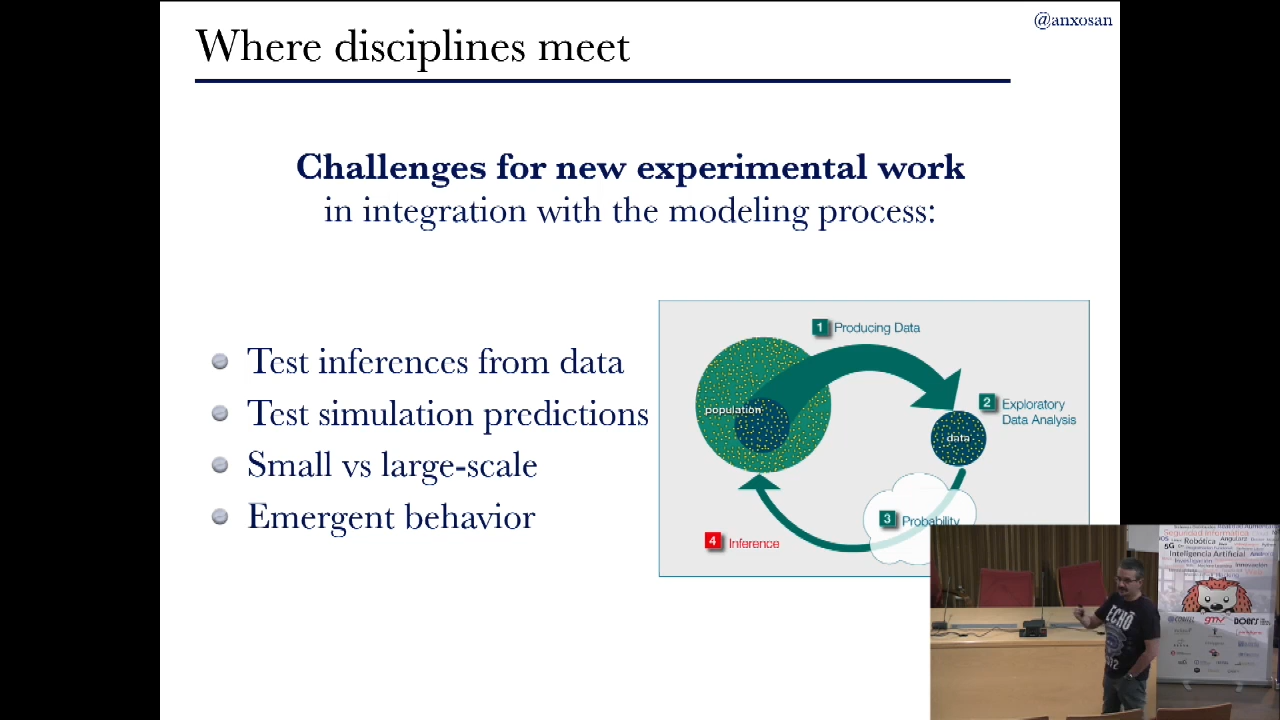 @anxosan
Where disciplines meet
Challenges for new experimental work
in integration with the modeling process:
Test inferences from data
Test simulation predictions
Small vs large-scale
Emergent behavior
1 Producing Data
population
2 Exploratory
Data Analysis
data
3 Probability
4 Inference
Seguridad Informática
Robótica
Angular2
5G
Inteligencia Artificial
Investigación
Innovación
gmv
ECHO